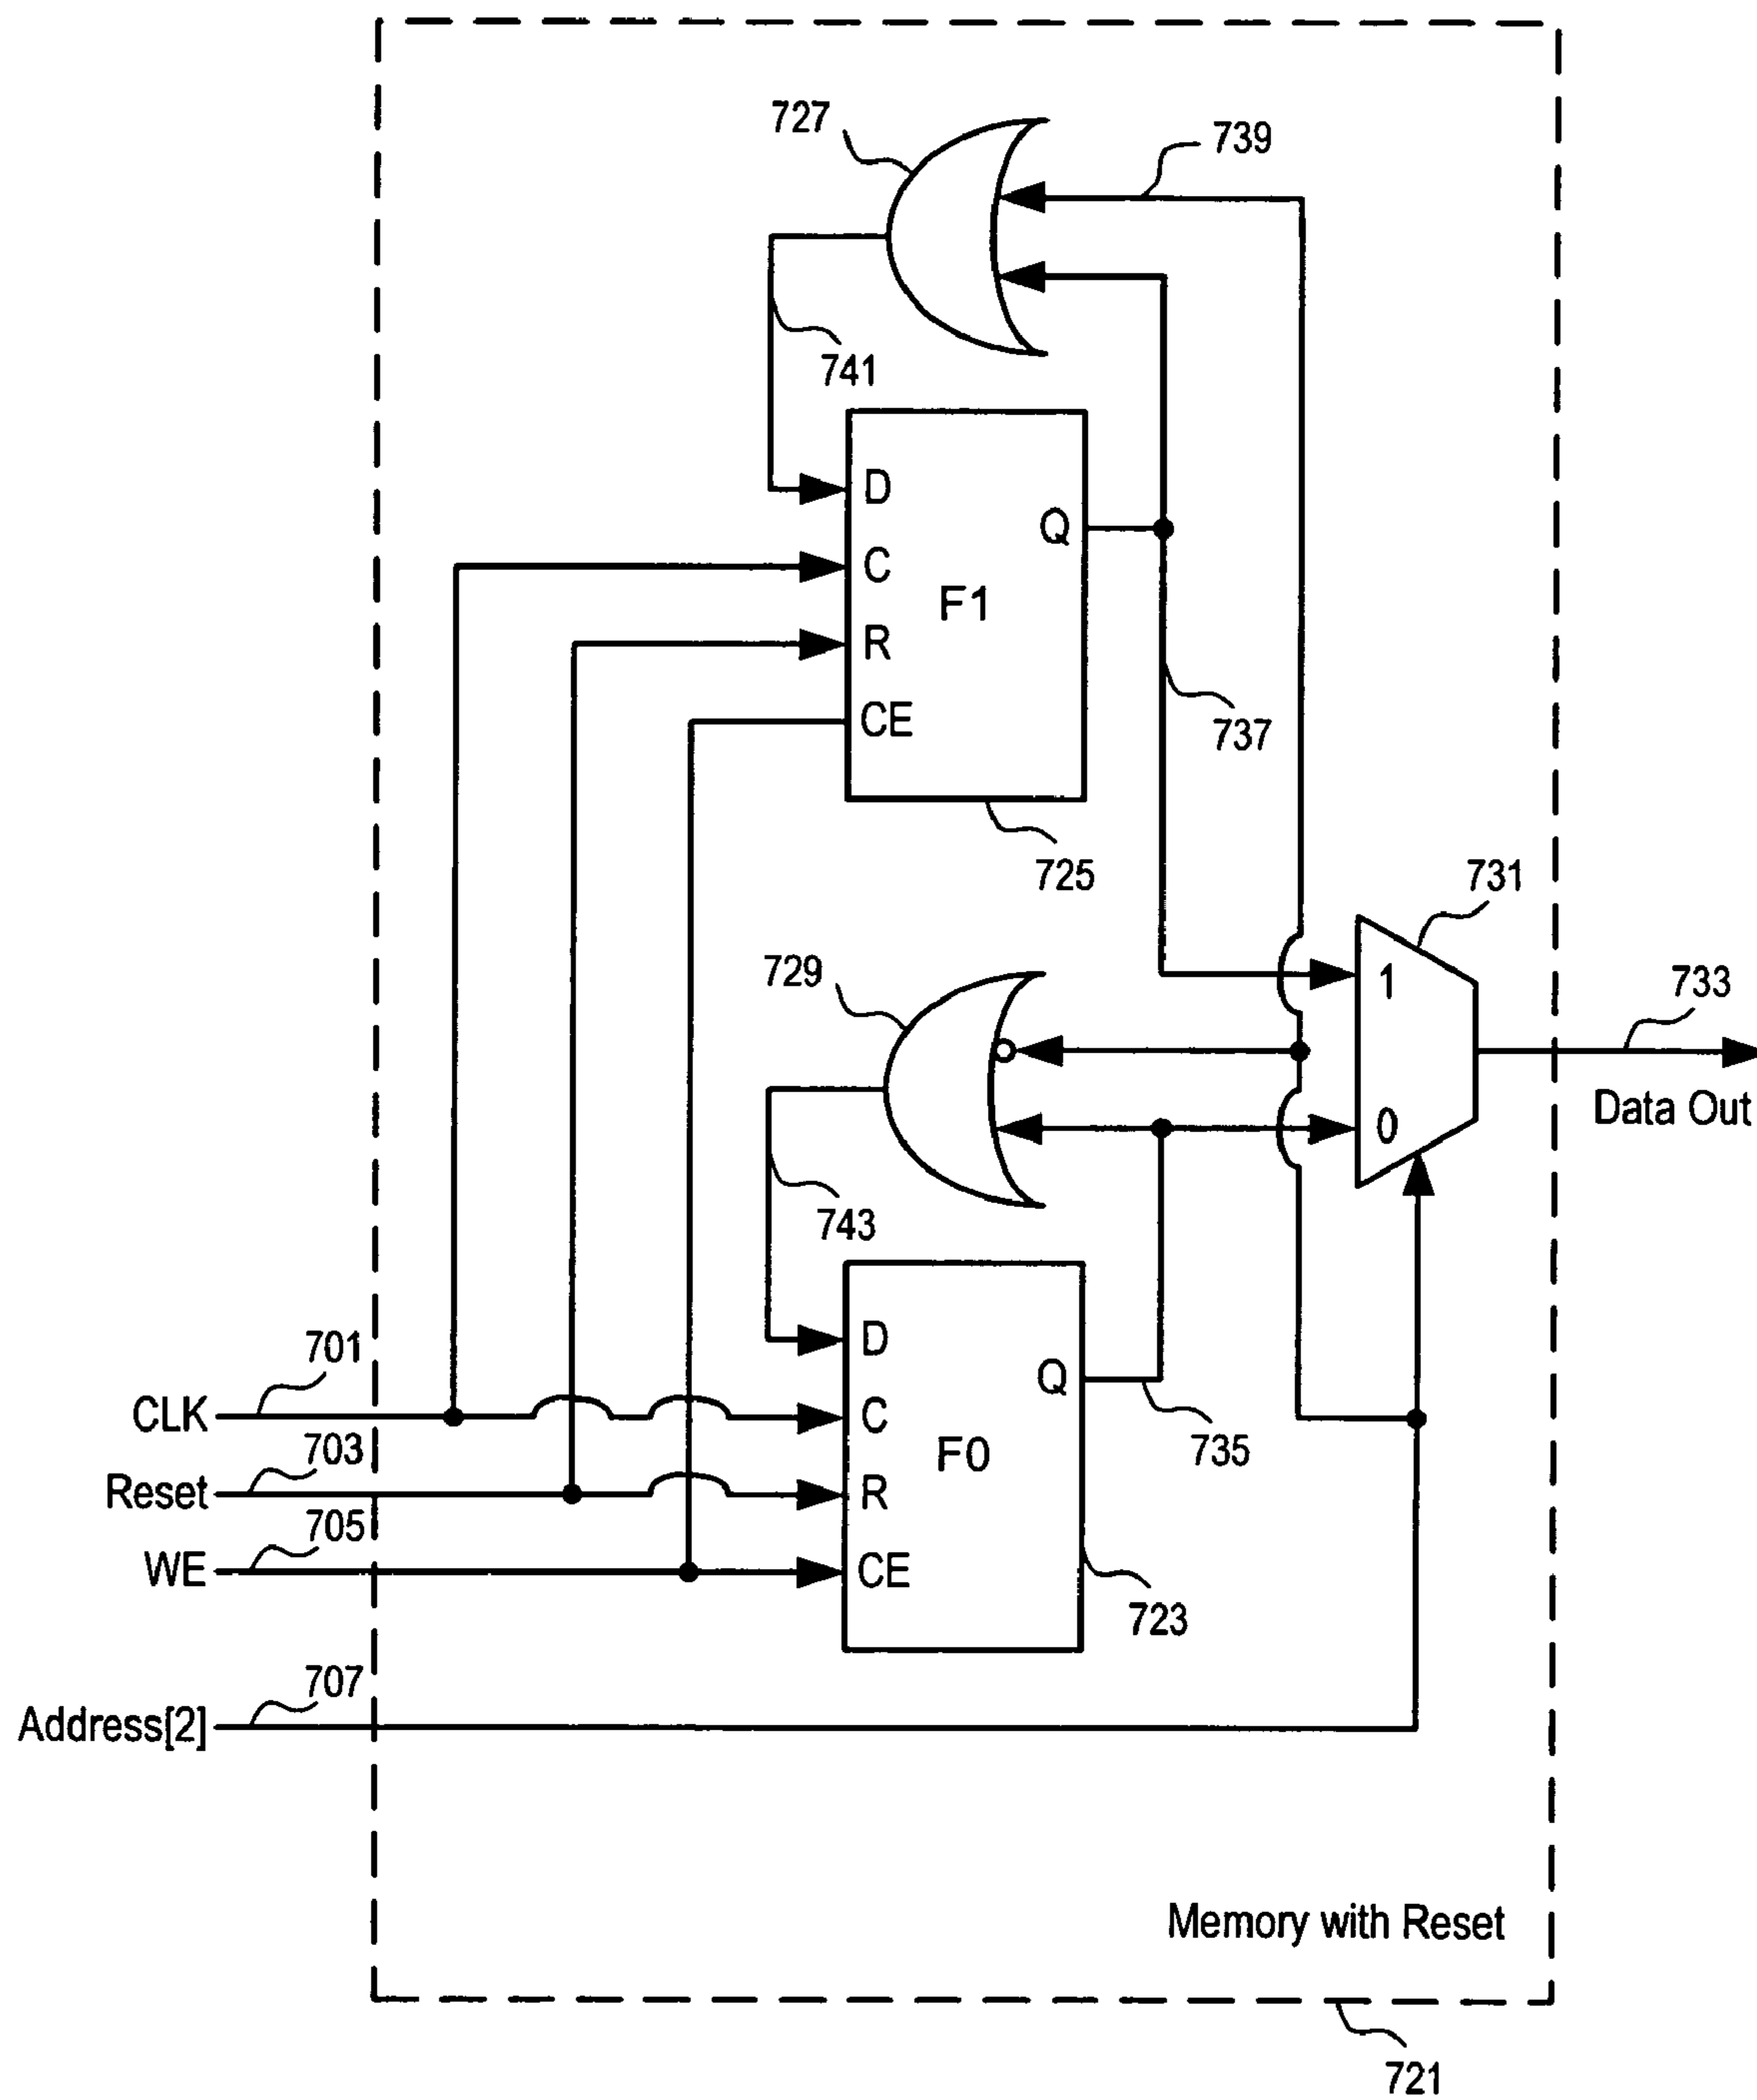 727
739
741
D
Q
C
F1
R
737
CE
725
731
729
1
733
Data Out
0
743
D
701
Q
CLK
C
735
703
F0
Reset
R
705
WE
CE
723
707
Address[2]
Memory with Reset
721